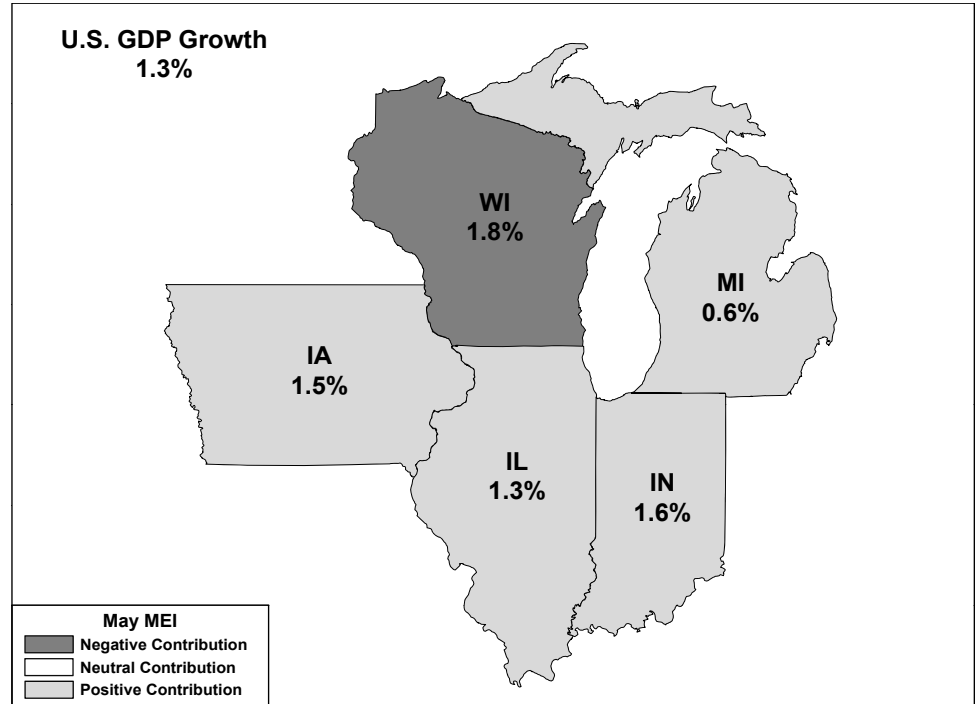 U.S. GDP Growth
1.3%
WI
1.8%
MI
0.6%
IA
1.5%
IL
1.3%
IN
1.6%
May MEI
Negative Contribution
Neutral Contribution
Positive Contribution